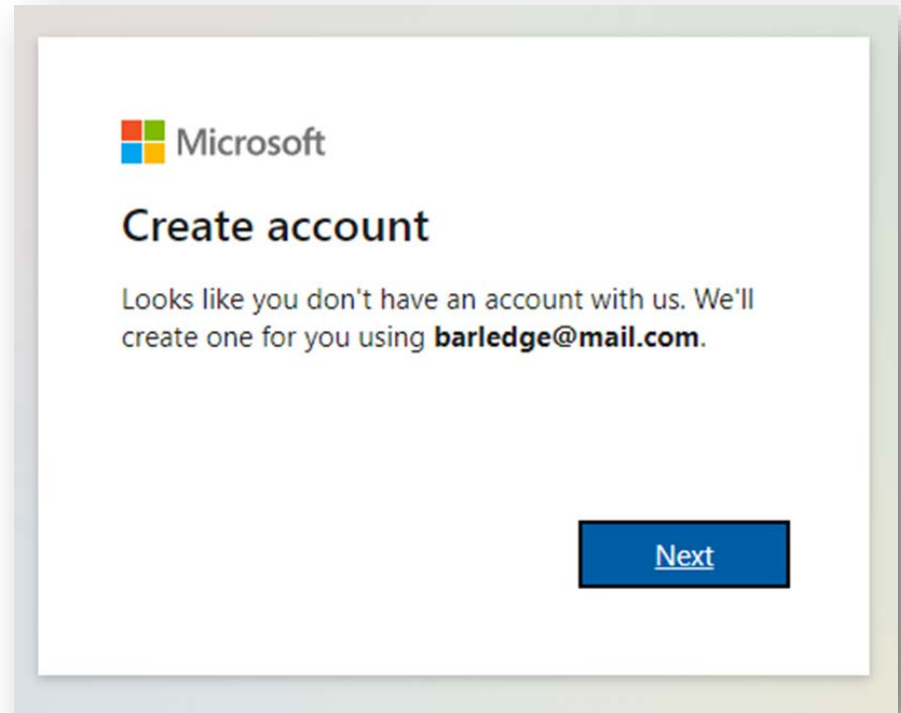 Microsoft
Create account
Looks like you don't have an account with us. We'll
create one for you using barledge@mail.com.
Next